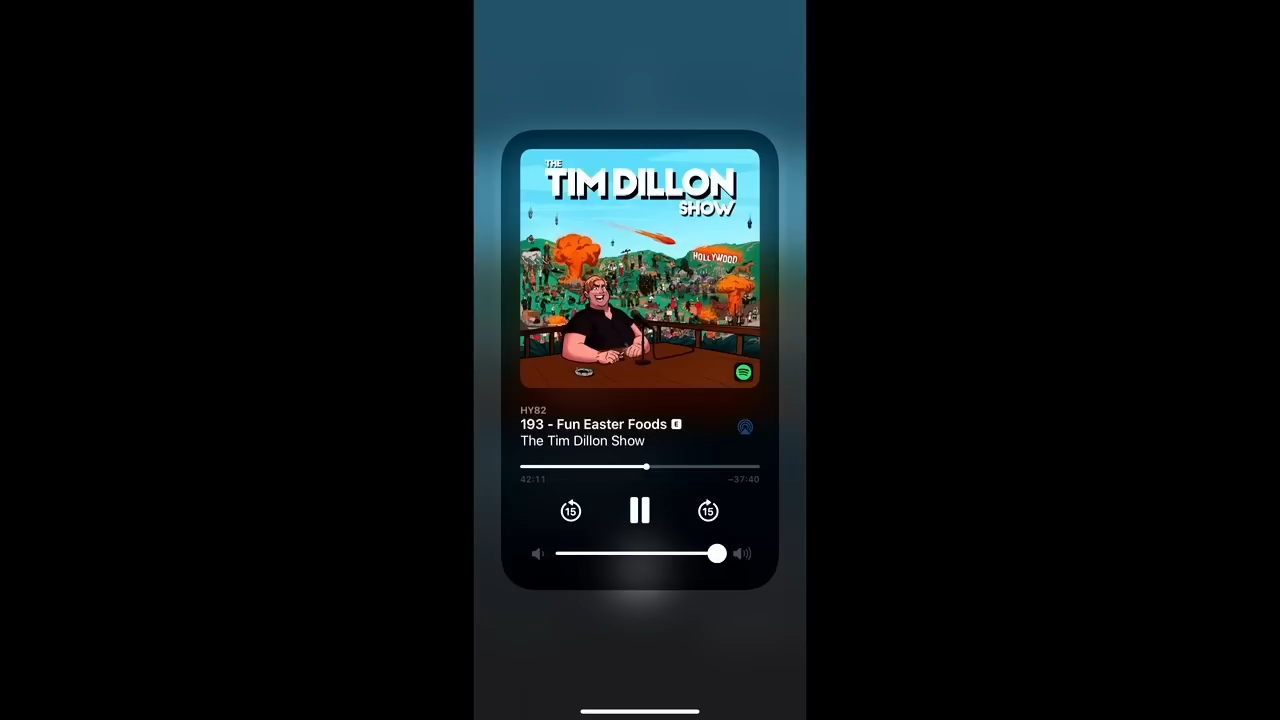 THE
TIM DILLON
SHOW
HOLLYWOOD
HY82
193 - Fun Easter Foods E
The Tim Dillon Show
42:11
-37:40
15
15